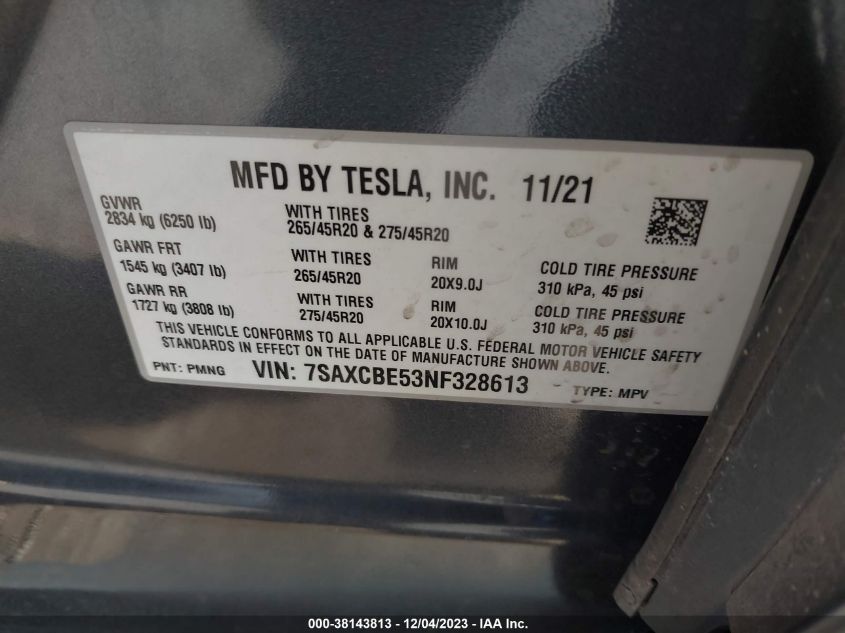 MFD BY TESLA, INC. 11/21
GVWR
2834 kg (6250 lb)
WITH TIRES
265/45R20 & 275/45R20
GAWR FRT
1545 kg (3407 lb)
WITH TIRES
265/45R20
RIM
20X9.0J
COLD TIRE PRESSURE
310 kPa, 45 psi
GAWR RR
1727 kg (3808 lb)
WITH TIRES
275/45R20
RIM
20X10.0J
COLD TIRE PRESSURE
310 kPa, 45 psi
THIS VEHICLE CONFORMS TO ALL APPLICABLE U.S. FEDERAL MOTOR VEHICLE SAFETY
STANDARDS IN EFFECT ON THE DATE OF MANUFACTURE SHOWN ABOVE.
PNT: PMNG VIN: 7SAXCBE53NF328613 TYPE: MPV
000-38143813 - 12/04/2023 - IAA Inc.